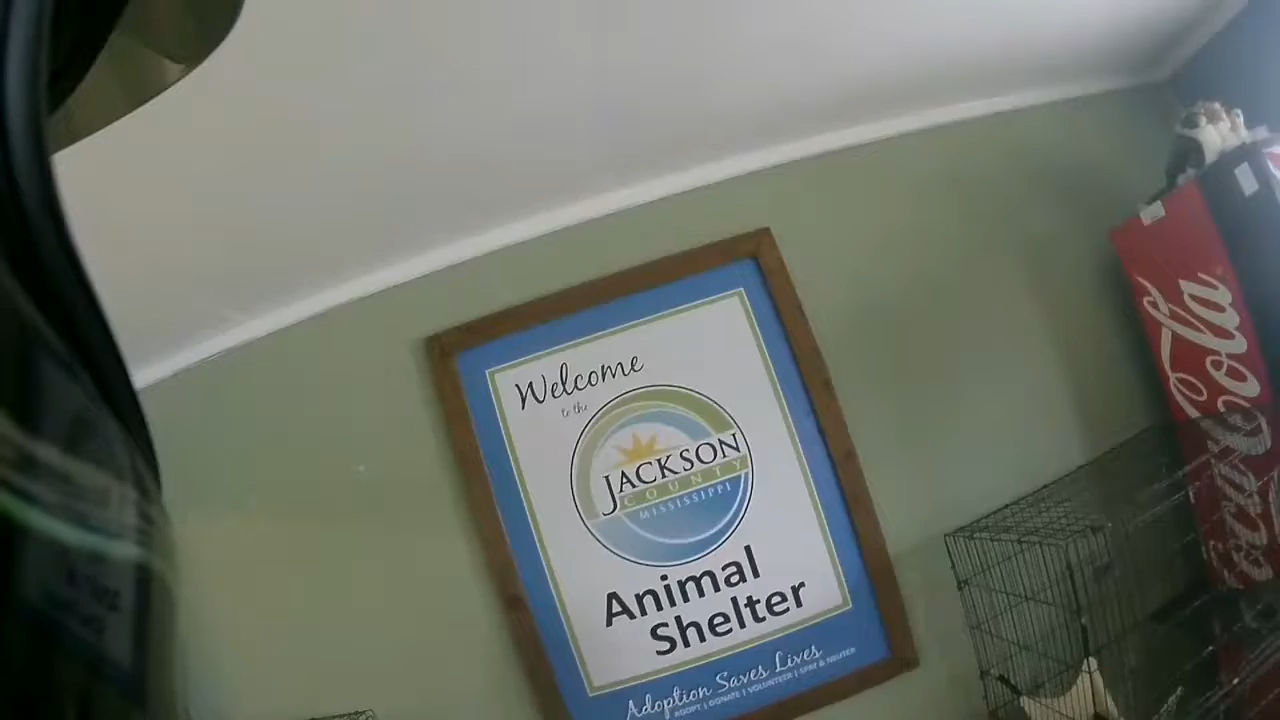 Welcome
to the
JACKSON
COUNTY
MISSISSIPPI
Animal
Shelter
Adoption Saves Lives
ADOPT | DONATE | VOLUNTEER | SPAY & NEUTER
Coca-Cola